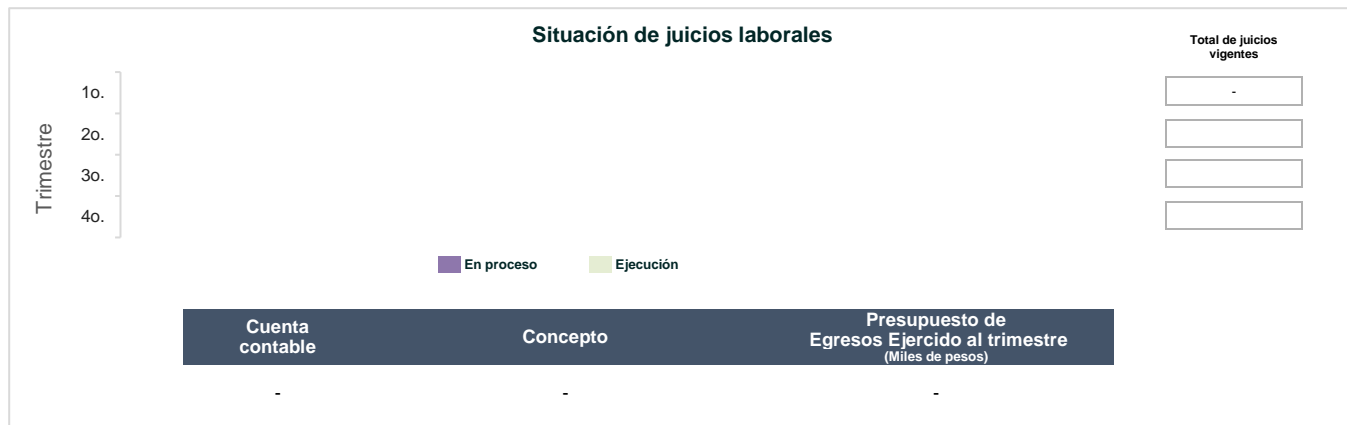 Situación de juicios laborales
Total de juicios
vigentes
Trimestre
1o.
-
2o.
3o.
4o.
En proceso
Ejecución
Cuenta
contable
Concepto
Presupuesto de
Egresos Ejercido al trimestre
(Miles de pesos)
-
-
-